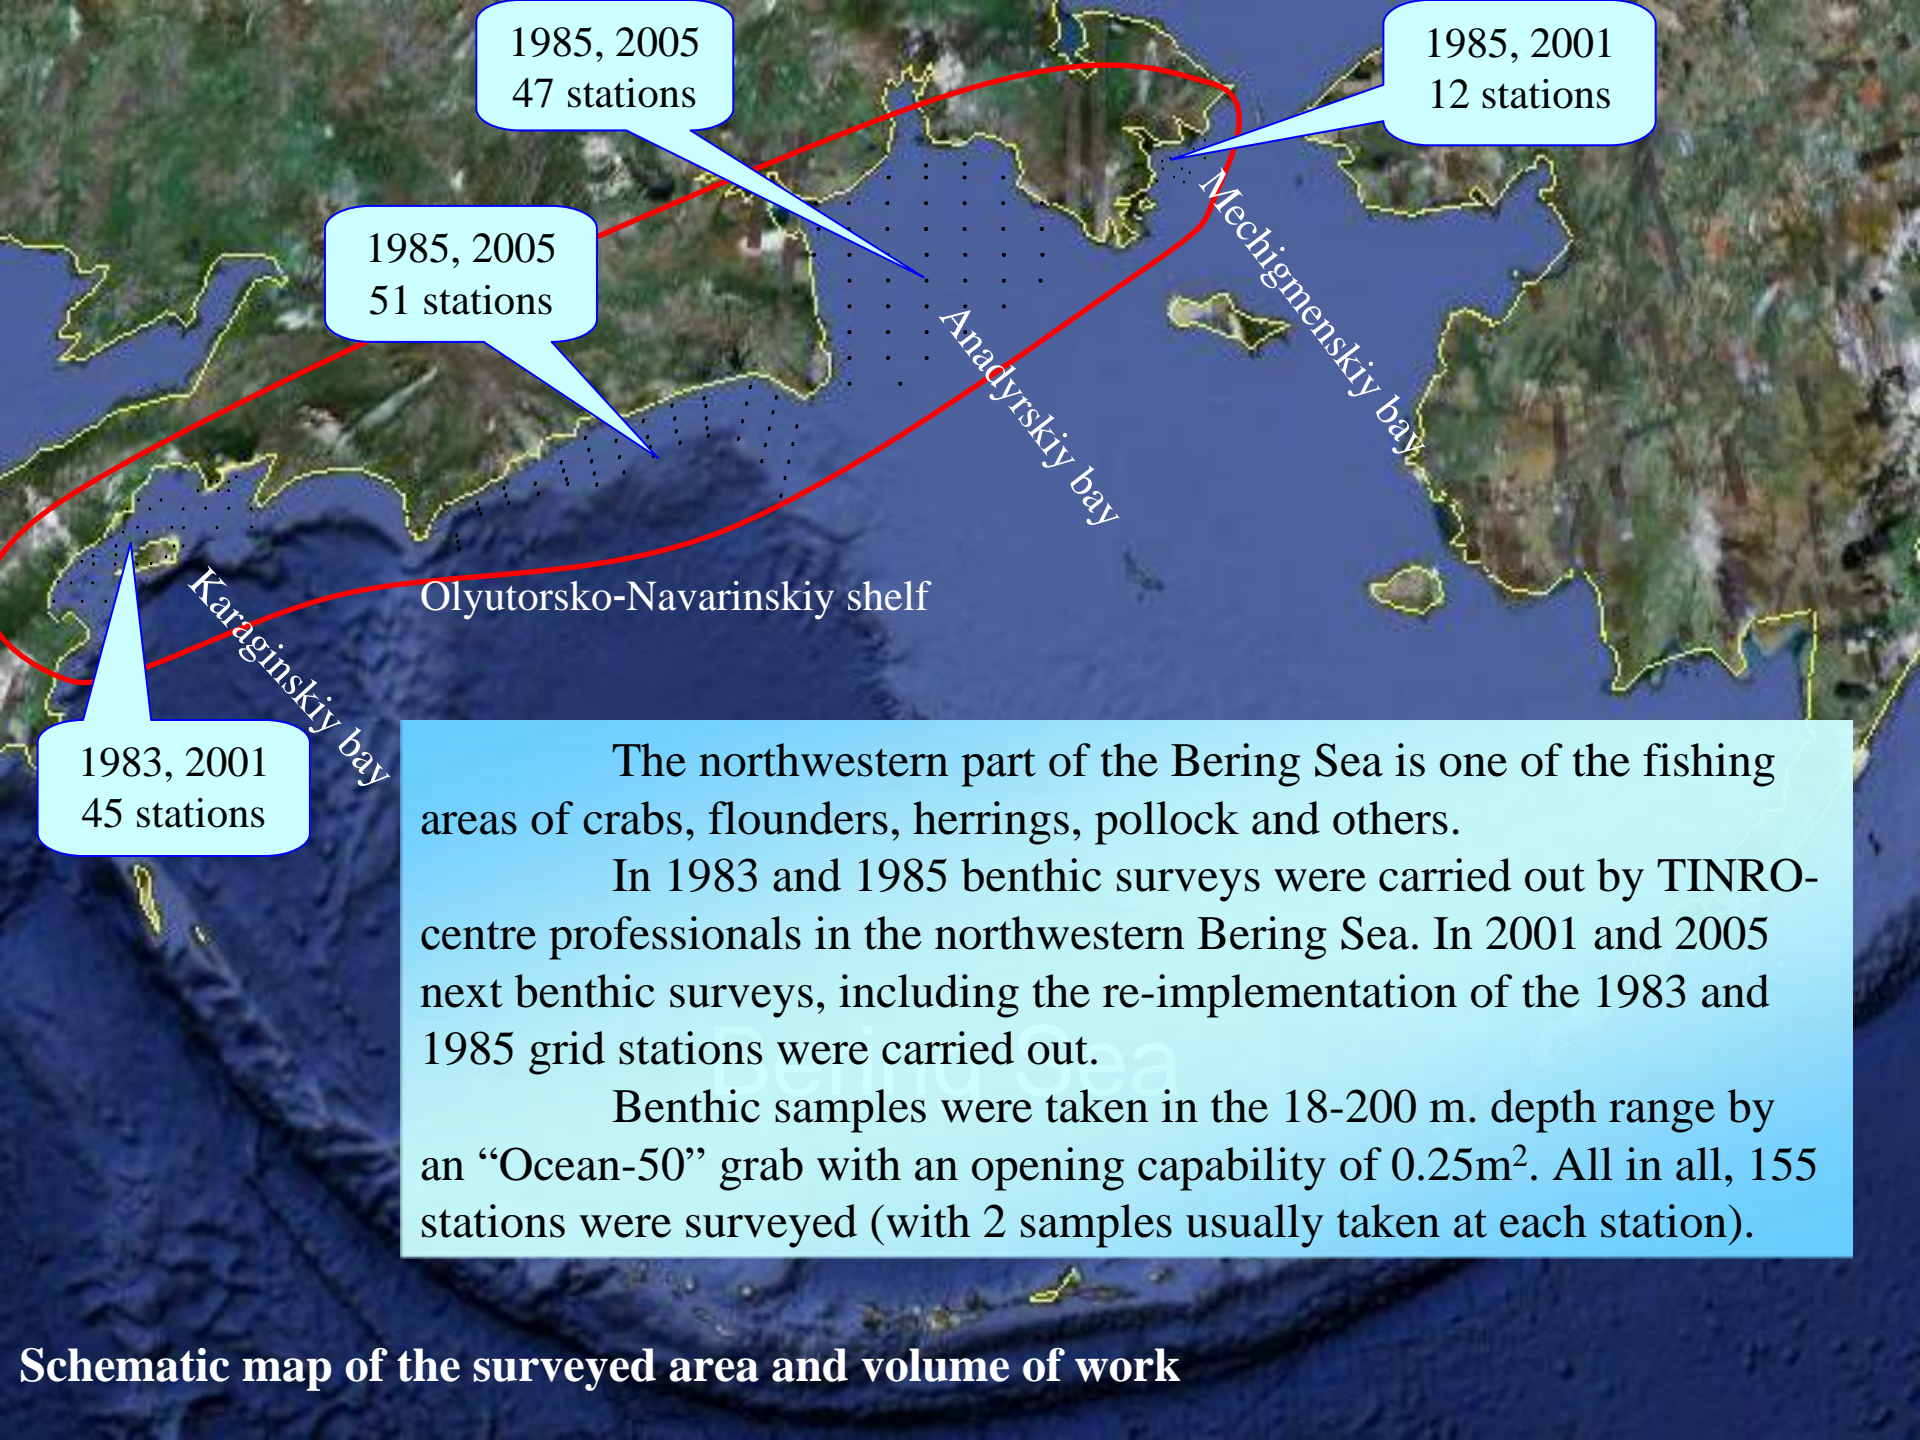 1985, 2005
47 stations
1985, 2001
12 stations
1985, 2005
51 stations
Mechigmenskiy bay
Anadyrskiy bay
Olyutorsko-Navarinskiy shelf
Karaginskiy bay
1983, 2001
45 stations
The northwestern part of the Bering Sea is one of the fishing
areas of crabs, flounders, herrings, pollock and others.
In 1983 and 1985 benthic surveys were carried out by TINRO-
centre professionals in the northwestern Bering Sea. In 2001 and 2005
next benthic surveys, including the re-implementation of the 1983 and
1985 grid stations were carried out.
Bering Sea
Benthic samples were taken in the 18-200 m. depth range by
an “Ocean-50” grab with an opening capability of 0.25m². All in all, 155
stations were surveyed (with 2 samples usually taken at each station).
Schematic map of the surveyed area and volume of work